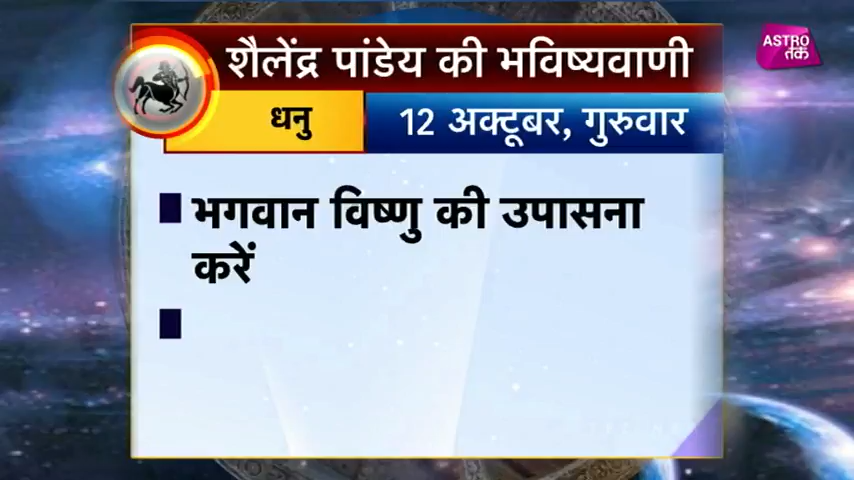 शैलेंद्र पांडेय की भविष्यवाणी
ASTRO
तक
धनु
12 अक्टूबर, गुरुवार
भगवान विष्णु की उपासना
करें